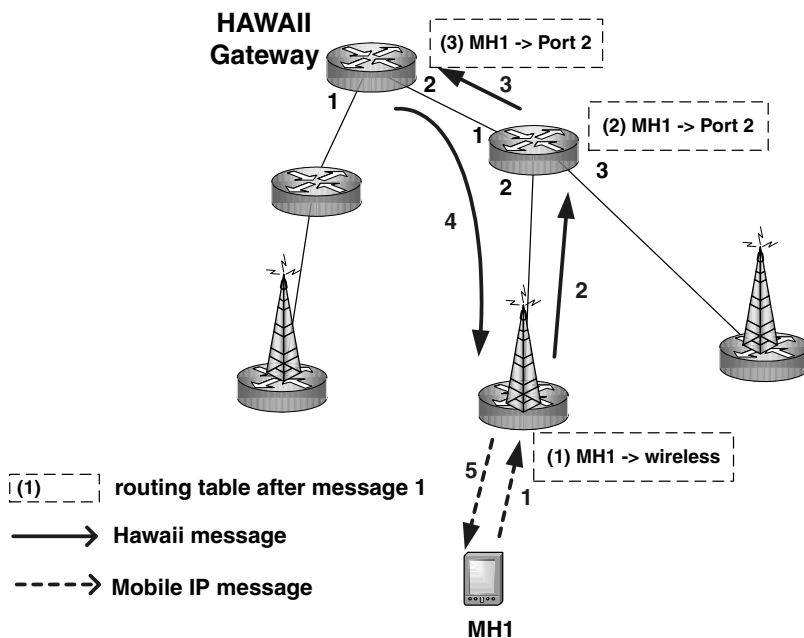 HAWAII
Gateway
(3) MH1 -> Port 2
1
2
3
1
(2) MH1 -> Port 2
2
3
4
2
(1) MH1 -> wireless
5
1
(1) routing table after message 1
Hawaii message
Mobile IP message
MH1